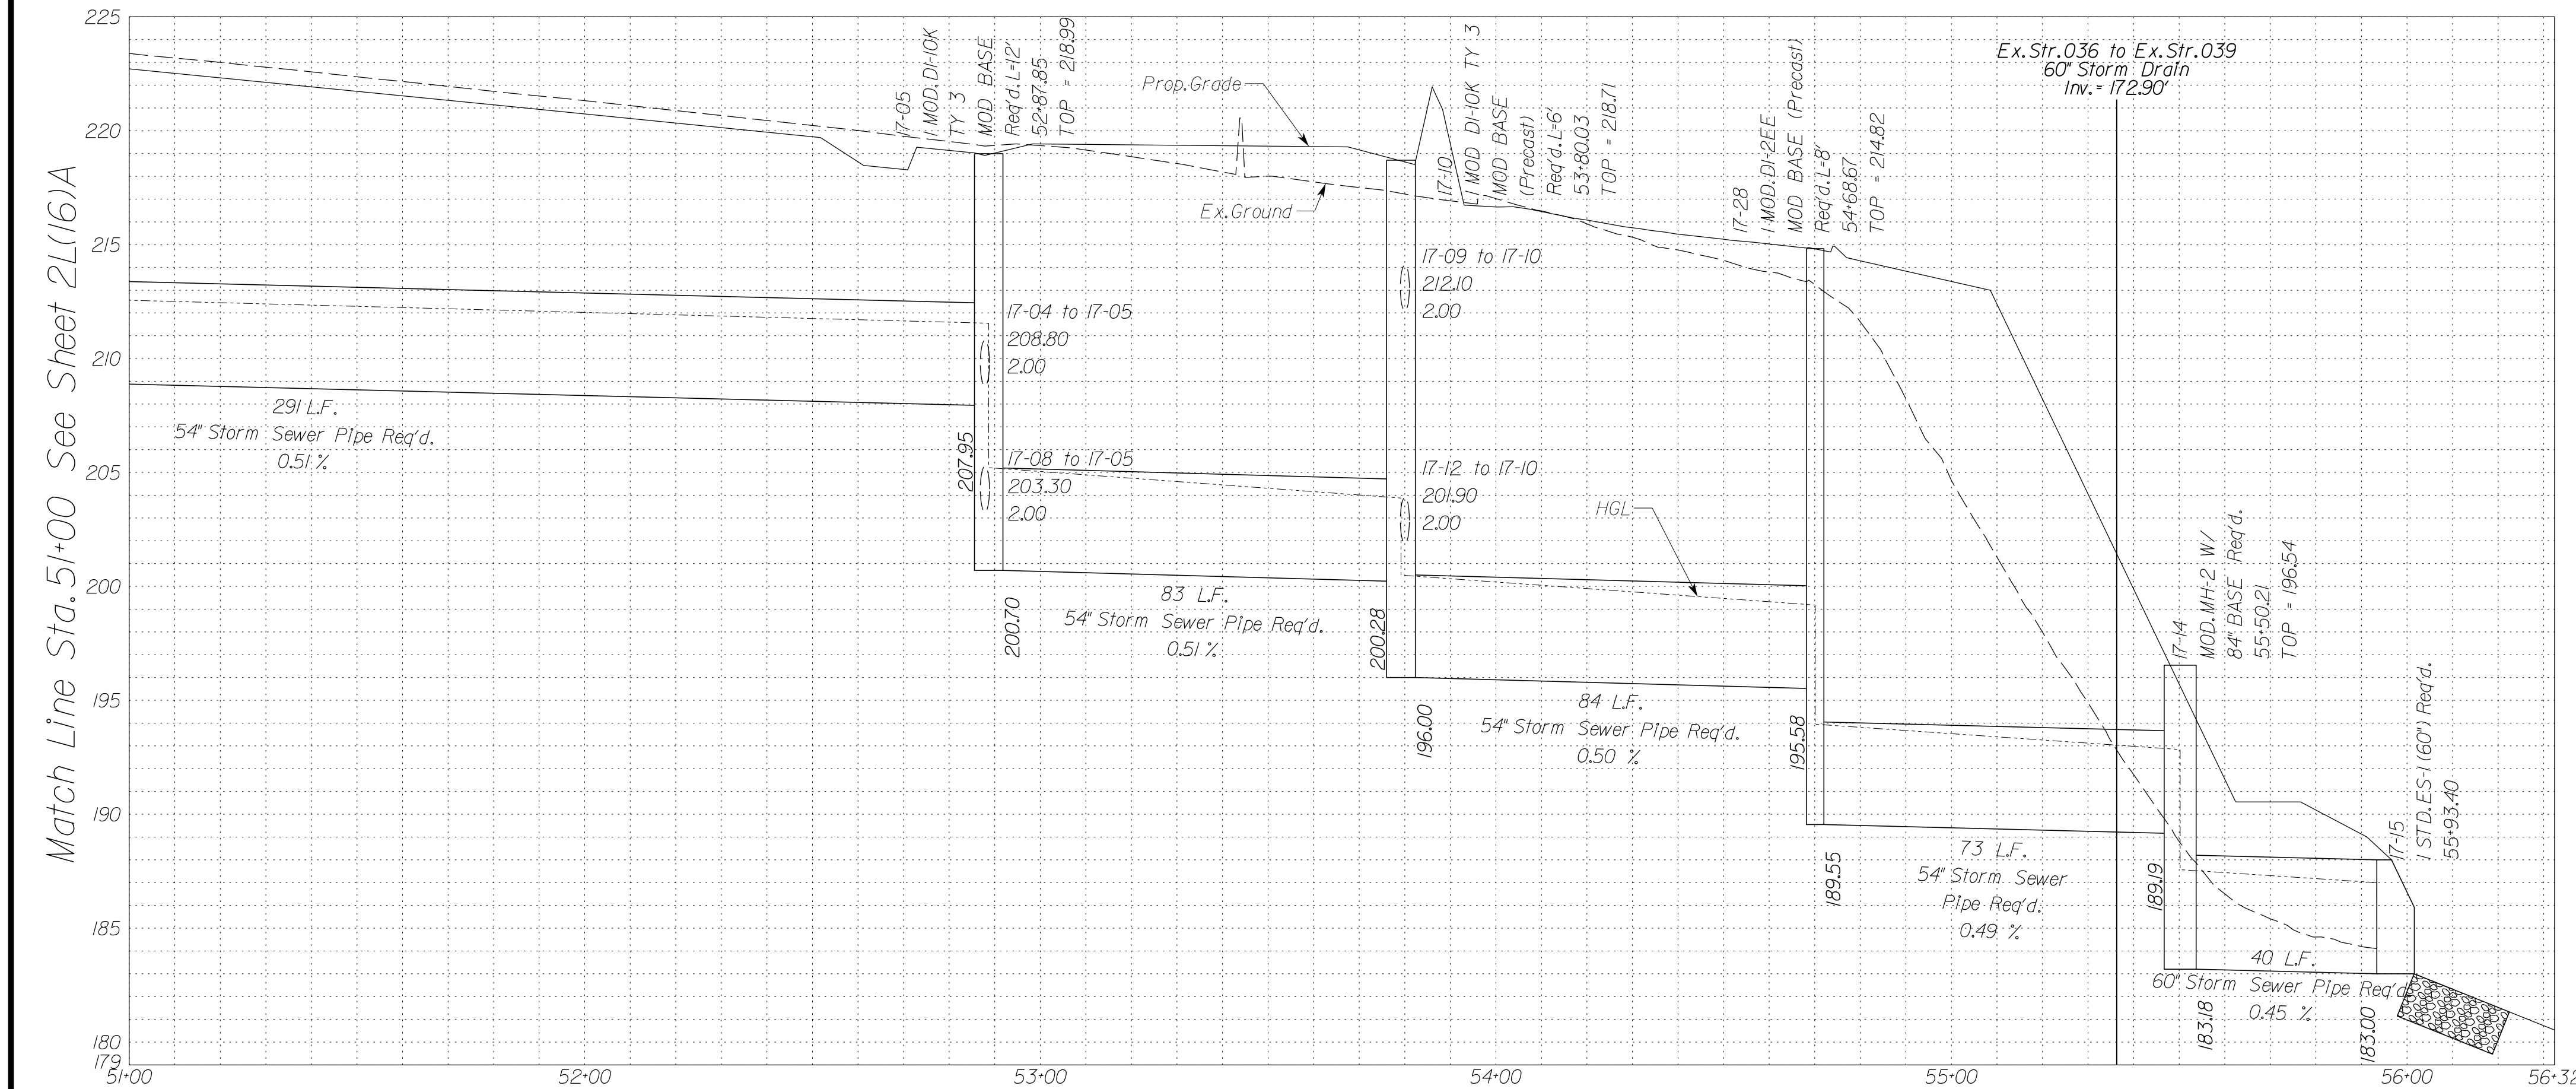 Match Line Sta. 51+00 See Sheet 2L(16)A
225
220
215
210
205
200
195
190
185
180
179
51+00
52+00
53+00
54+00
55+00
56+00
291 L.F.
54" Storm Sewer Pipe Req'd.
0.51 %
207.95
17-05
1 MOD. DI-10K
TY 3
MOD BASE
Req'd. L=12'
52+87.85
TOP = 218.99
17-04 to 17-05
208.80
2.00
17-08 to 17-05
203.30
2.00
200.70
83 L.F.
54" Storm Sewer Pipe Req'd.
0.51 %
200.28
Prop. Grade
Ex. Ground
17-10
1 MOD DI-10K TY 3
MOD BASE
(Precast)
Req'd. L=6'
53+80.03
TOP = 218.71
17-09 to 17-10
212.10
2.00
17-12 to 17-10
201.90
2.00
196.00
HGL
84 L.F.
54" Storm Sewer Pipe Req'd.
0.50 %
195.58
17-28
1 MOD. DI-2EE
MOD BASE (Precast)
Req'd. L=8'
54+68.67
TOP = 214.82
189.55
73 L.F.
54" Storm Sewer
Pipe Req'd.
0.49 %
189.19
Ex. Str. 036 to Ex. Str. 039
60" Storm Drain
Inv. = 172.90'
17-14
MOD. MH-2 W/
84" BASE Req'd.
55+50.21
TOP = 196.54
183.18
40 L.F.
60" Storm Sewer Pipe Req'd
0.45 %
183.00
17-15
1 STD. ES-1 (60") Req'd.
55+93.40